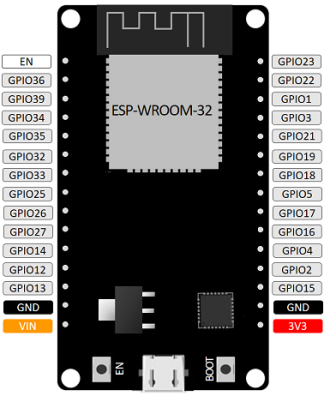 EN
GPIO36
GPIO39
GPIO34
GPIO35
GPIO32
GPIO33
GPIO25
GPIO26
GPIO27
GPIO14
GPIO12
GPIO13
GND
VIN
ESP-WROOM-32
EN
BOOT
GPIO23
GPIO22
GPIO1
GPIO3
GPIO21
GPIO19
GPIO18
GPIO5
GPIO17
GPIO16
GPIO4
GPIO2
GPIO15
GND
3V3